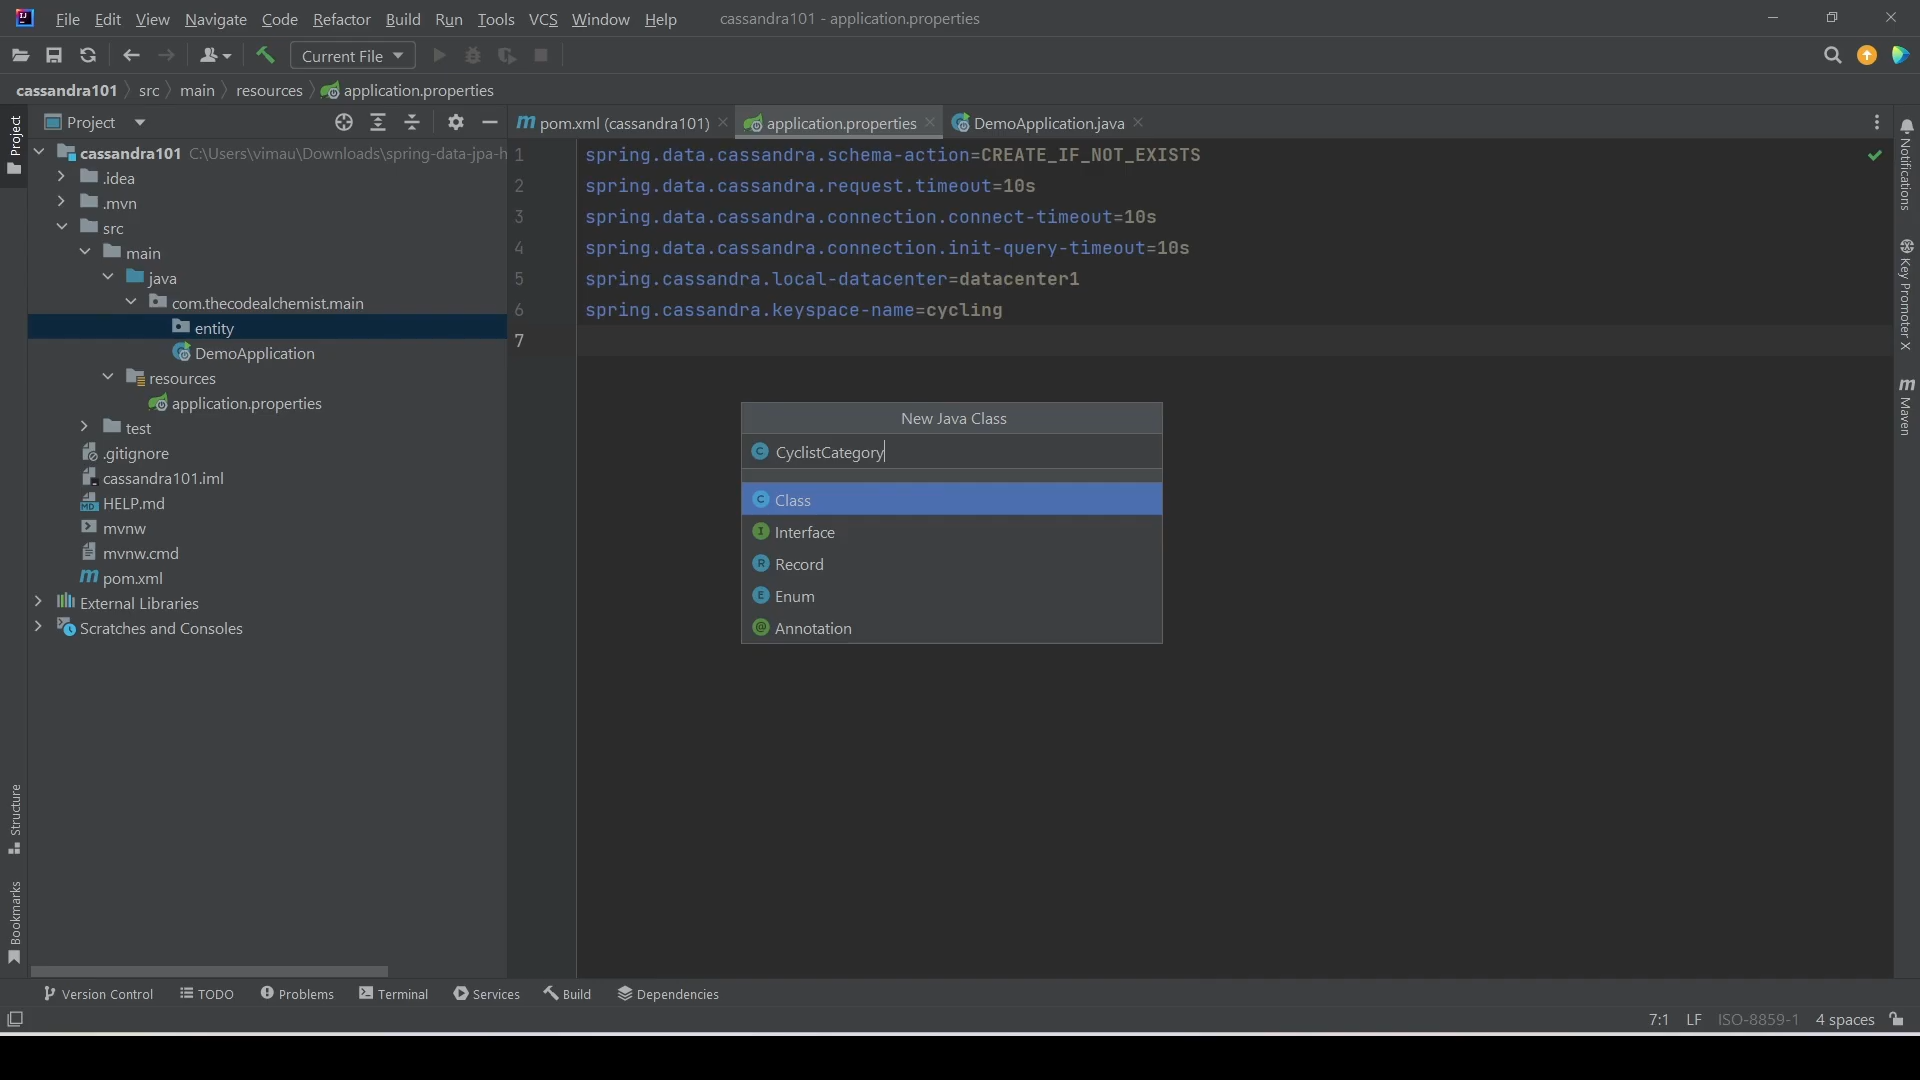 File Edit View Navigate Code Refactor Build Run Tools VCS Window Help cassandra101 - application.properties
Current File
cassandra101 src main resources application.properties
Project
Project
pom.xml (cassandra101) application.properties DemoApplication.java
cassandra101 C:\Users\vimau\Downloads\spring-data-jpa-h
.idea
.mvn
src
main
java
com.thecodealchemist.main
entity
DemoApplication
resources
application.properties
test
.gitignore
cassandra101.iml
HELP.md
mvnw
mvnw.cmd
pom.xml
External Libraries
Scratches and Consoles
1 spring.data.cassandra.schema-action=CREATE_IF_NOT_EXISTS
2 spring.data.cassandra.request.timeout=10s
3 spring.data.cassandra.connection.connect-timeout=10s
4 spring.data.cassandra.connection.init-query-timeout=10s
5 spring.cassandra.local-datacenter=datacenter1
6 spring.cassandra.keyspace-name=cycling
7
New Java Class
CyclistCategory
Class
Interface
Record
Enum
Annotation
Notifications
Key Promoter X
Maven
Structure
Bookmarks
Version Control TODO Problems Terminal Services Build Dependencies
7:1 LF ISO-8859-1 4 spaces